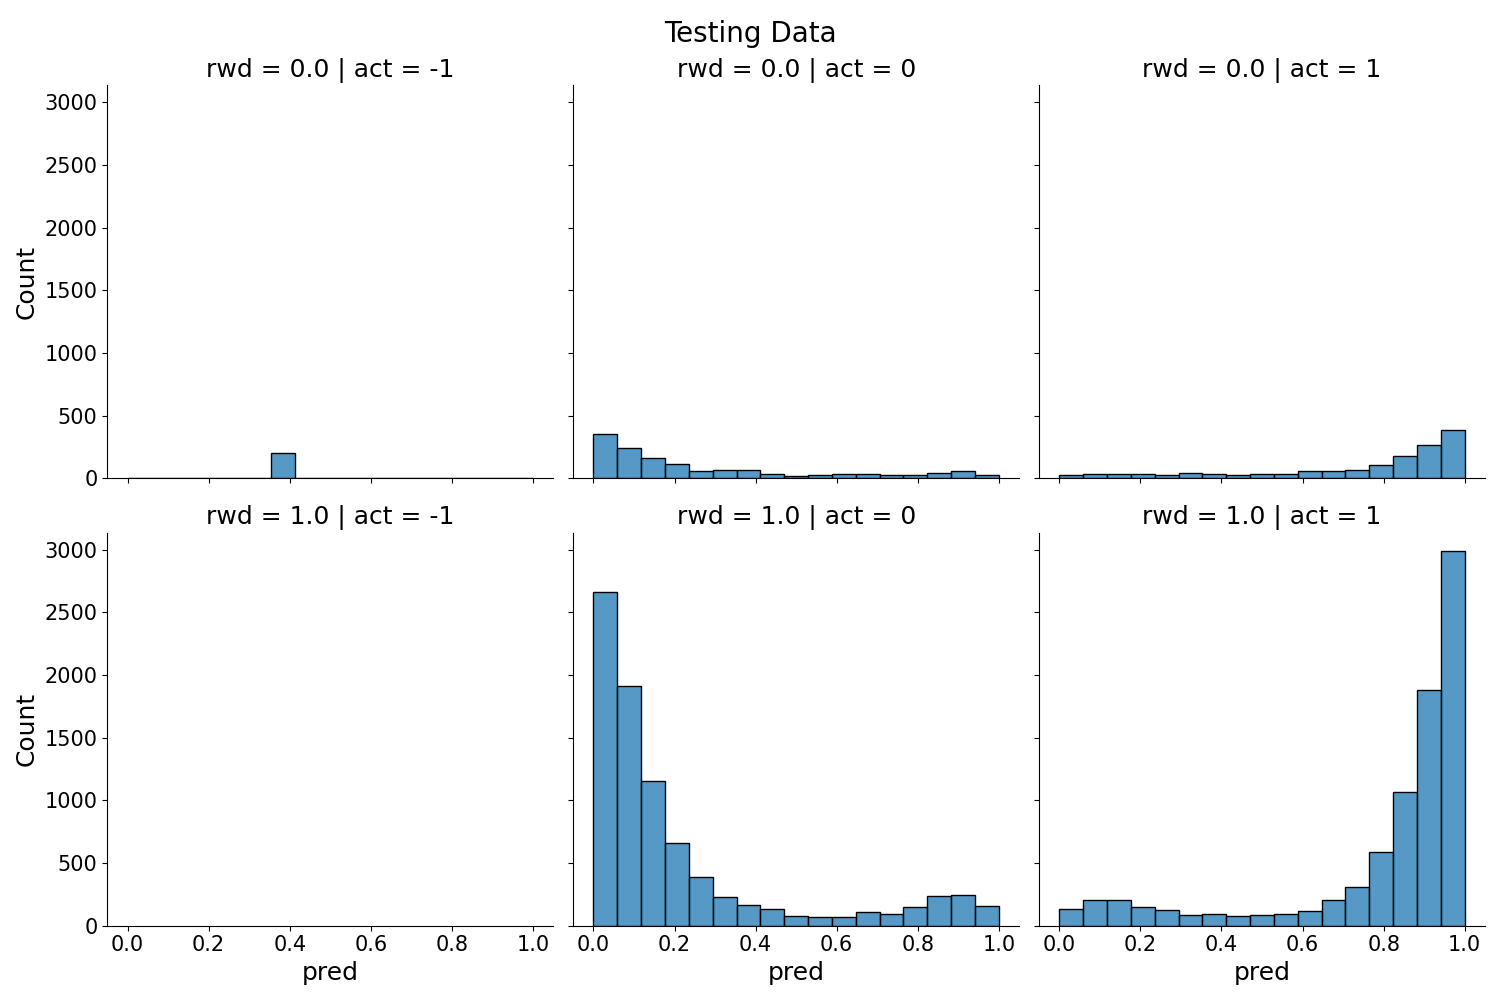 Testing Data
rwd = 0.0 | act = -1
rwd = 0.0 | act = 0
rwd = 0.0 | act = 1
3000
2500
2000
1500
1000
500
0
Count
rwd = 1.0 | act = -1
rwd = 1.0 | act = 0
rwd = 1.0 | act = 1
3000
2500
2000
1500
1000
500
0
Count
0.0 0.2 0.4 0.6 0.8 1.0
0.0 0.2 0.4 0.6 0.8 1.0
0.0 0.2 0.4 0.6 0.8 1.0
pred
pred
pred